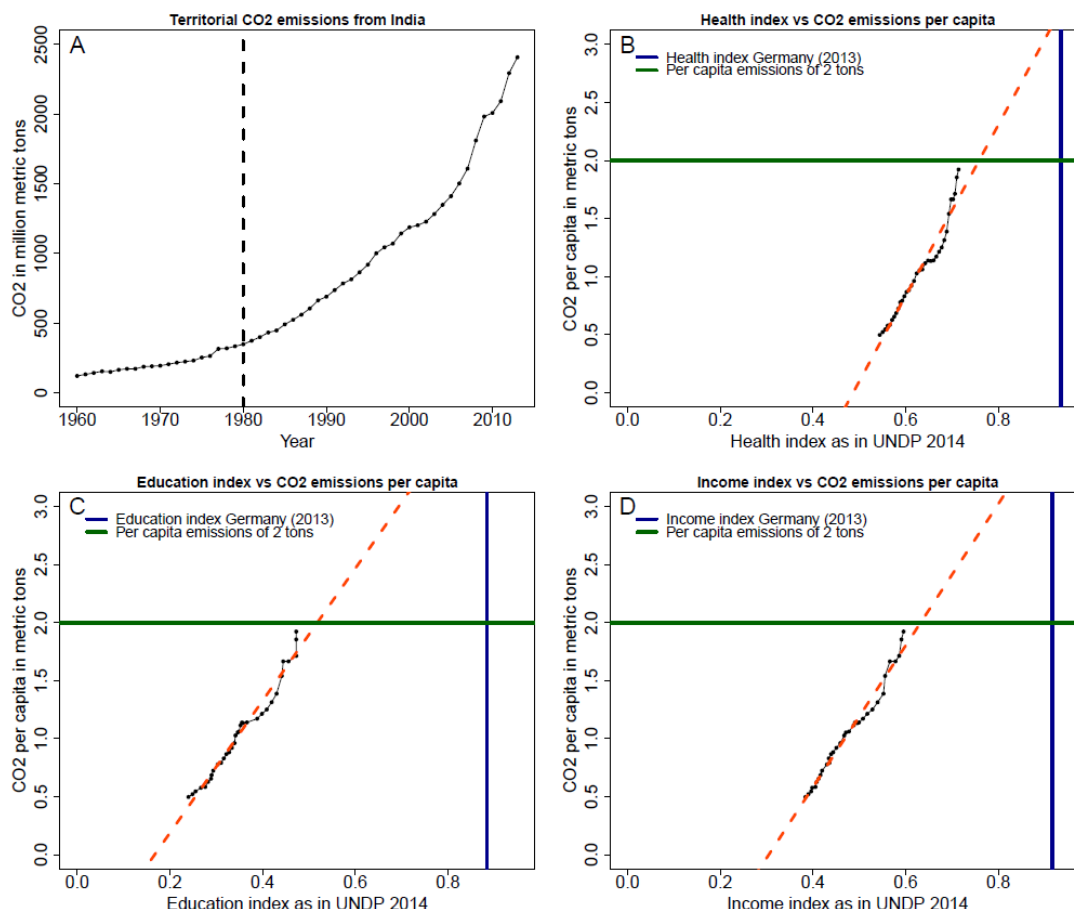 Territorial CO2 emissions from India
A
CO2 in million metric tons
0
500
1000
1500
2000
2500
1960
1970
1980
1990
2000
2010
Year
Health index vs CO2 emissions per capita
B
Health index Germany (2013)
Per capita emissions of 2 tons
CO2 per capita in metric tons
0.0
0.5
1.0
1.5
2.0
2.5
3.0
0.0
0.2
0.4
0.6
0.8
Health index as in UNDP 2014
Education index vs CO2 emissions per capita
C
Education index Germany (2013)
Per capita emissions of 2 tons
CO2 per capita in metric tons
0.0
0.5
1.0
1.5
2.0
2.5
3.0
0.0
0.2
0.4
0.6
0.8
Education index as in UNDP 2014
Income index vs CO2 emissions per capita
D
Income index Germany (2013)
Per capita emissions of 2 tons
CO2 per capita in metric tons
0.0
0.5
1.0
1.5
2.0
2.5
3.0
0.0
0.2
0.4
0.6
0.8
Income index as in UNDP 2014